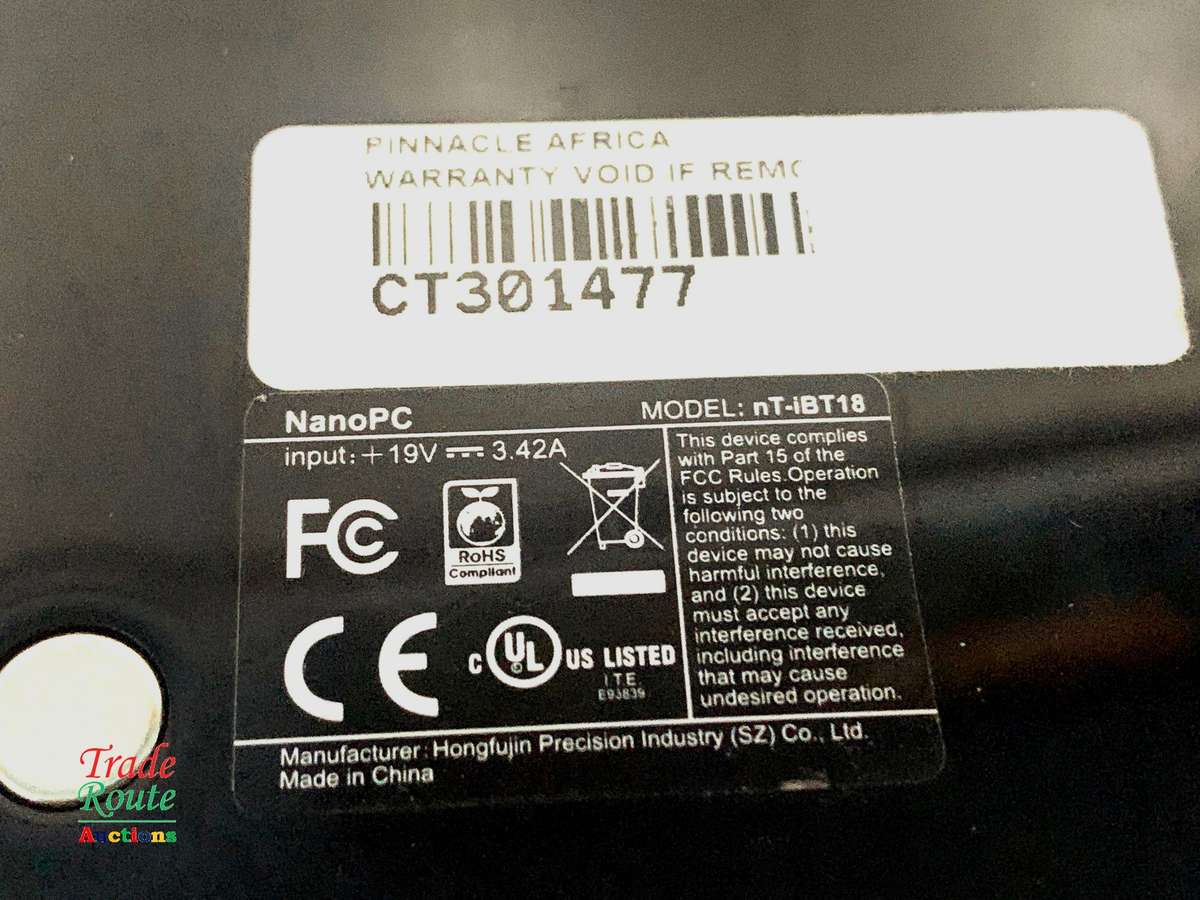 PINNACLE AFRICA
WARRANTY VOID IF REMO
CT301477
NanoPC
MODEL: nT-iBT18
input:+19V 3.42A
FC
RoHS
Compliant
CE
c UL US LISTED
I.T.E.
E93839
This device complies
with Part 15 of the
FCC Rules.Operation
is subject to the
following two
conditions: (1) this
device may not cause
harmful interference,
and (2) this device
must accept any
interference received,
including interference
that may cause
undesired operation.
Manufacturer: Hongfujin Precision Industry (SZ) Co., Ltd.
Made in China
Trade
Route
Auctions